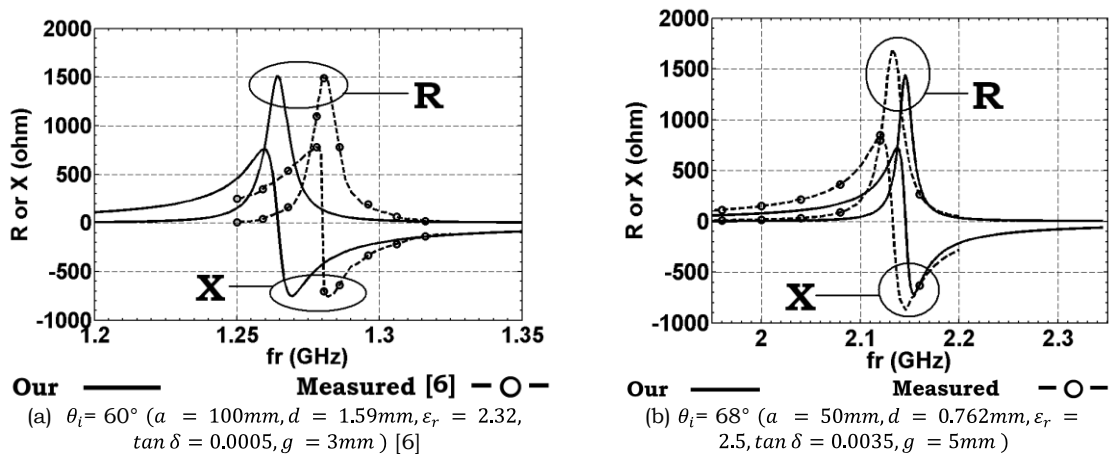 2000
1500
1000
500
0
-500
-1000
R or X (ohm)
R
X
1.2
1.25
1.3
1.35
fr (GHz)
Our
Measured [6]
(a) θi= 60° (a = 100mm, d = 1.59mm, εr = 2.32,
tan δ = 0.0005, g = 3mm ) [6]
2000
1500
1000
500
0
-500
-1000
R or X (ohm)
R
X
2
2.1
2.2
2.3
fr (GHz)
Our
Measured
(b) θi= 68° (a = 50mm, d = 0.762mm, εr =
2.5, tan δ = 0.0035, g = 5mm )